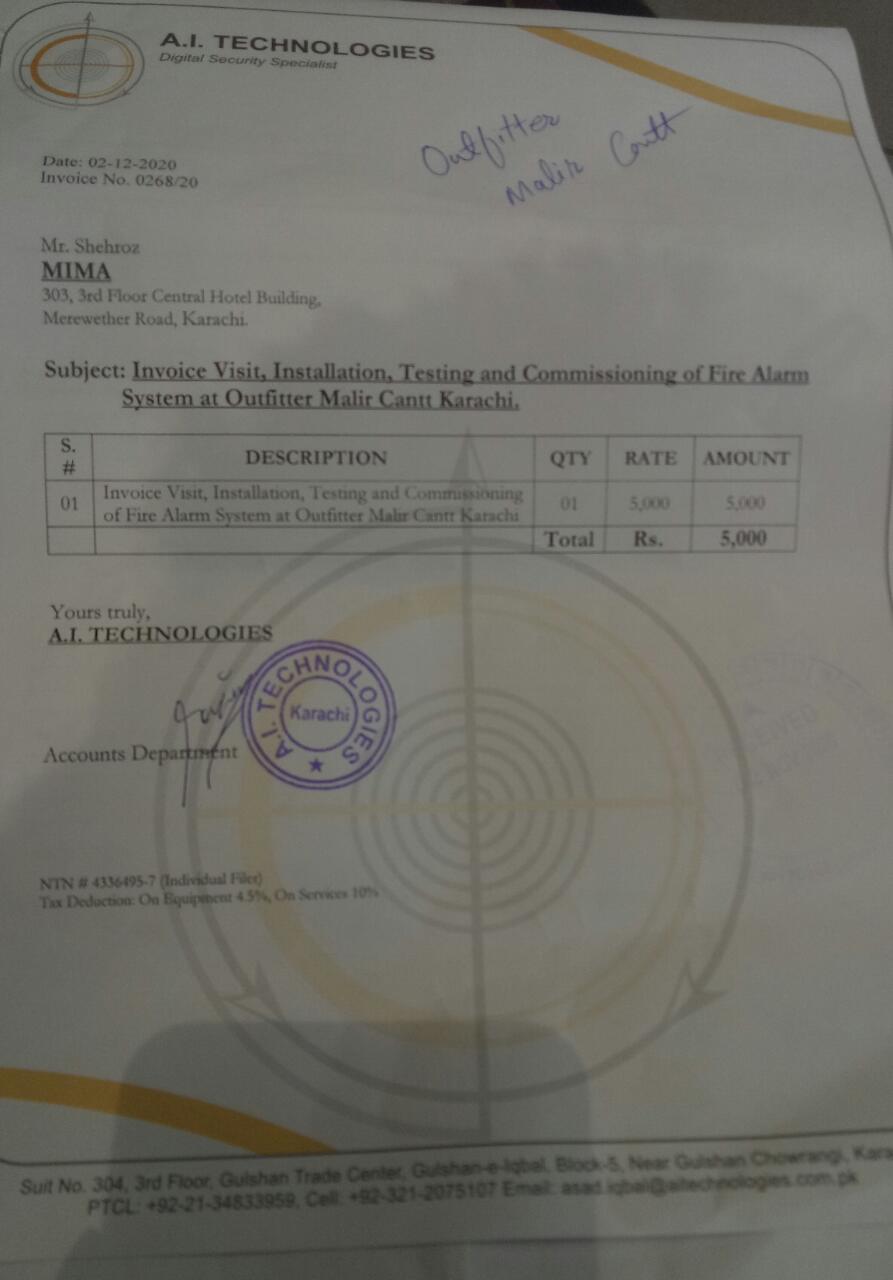 A.I. TECHNOLOGIES
Digital Security Specialist
Outfitter
Malir Cantt
Date: 02-12-2020
Invoice No. 0268/20
Mr. Shehroz
MIMA
303, 3rd Floor Central Hotel Building,
Merewether Road, Karachi.
Subject: Invoice Visit, Installation, Testing and Commissioning of Fire Alarm
System at Outfitter Malir Cantt Karachi.
S. # DESCRIPTION QTY RATE AMOUNT
01 Invoice Visit, Installation, Testing and Commissioning 01 5,000 5,000
of Fire Alarm System at Outfitter Malir Cantt Karachi
Total Rs. 5,000
Yours truly,
A.I. TECHNOLOGIES
A.I. TECHNOLOGIES
Karachi
Accounts Department
RECEIVED
NTN # 4336495-7 (Individual Filer)
Tax Deduction: On Equipment 4.5%, On Services 10%
Suit No. 304, 3rd Floor, Gulshan Trade Center, Gulshan-e-Iqbal, Block-5, Near Gulshan Chowrangi, Kara
PTCL: +92-21-34833959, Cell: +92-321-2075107 Email: asad.iqbal@aitechnologies.com.pk